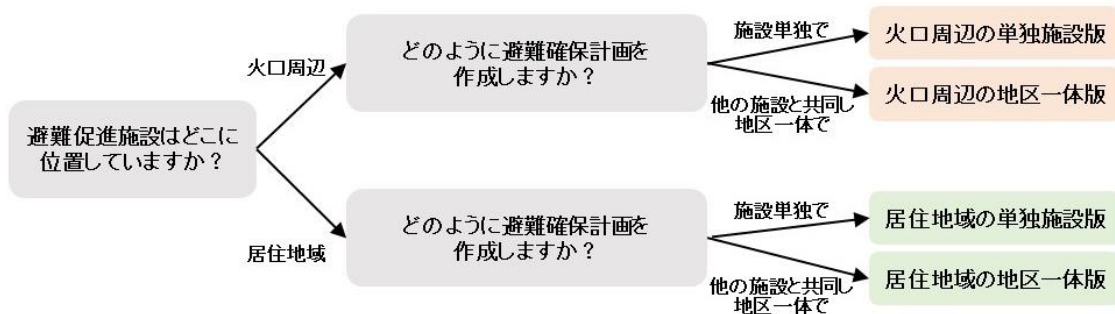 避難促進施設はどこに
位置していますか？
火口周辺
どのように避難確保計画を
作成しますか？
施設単独で
火口周辺の単独施設版
他の施設と共同し
地区一体で
火口周辺の地区一体版
居住地域
どのように避難確保計画を
作成しますか？
施設単独で
居住地域の単独施設版
他の施設と共同し
地区一体で
居住地域の地区一体版